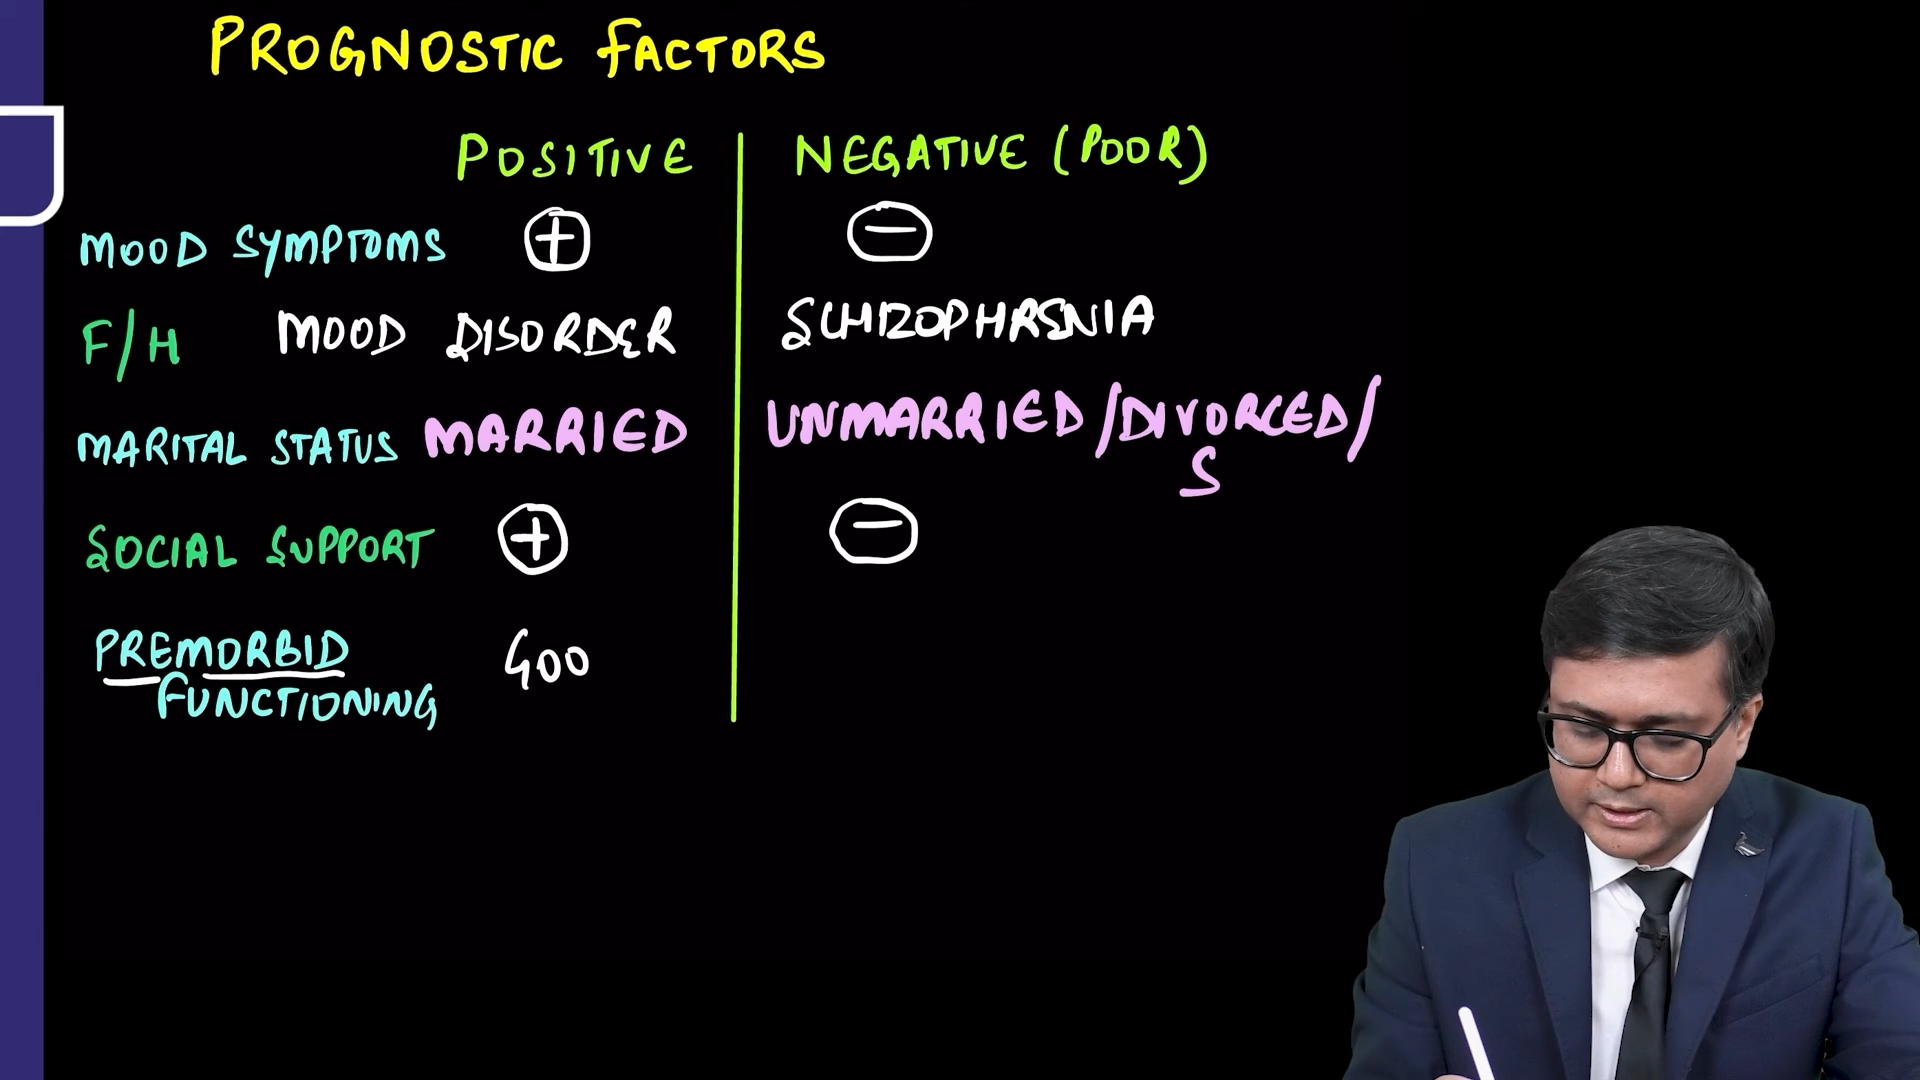 PROGNOSTIC FACTORS
POSITIVE NEGATIVE (POOR)
MOOD SYMPTOMS + −
F/H MOOD DISORDER SCHIZOPHRENIA
MARITAL STATUS MARRIED UNMARRIED/DIVORCED/
S
SOCIAL SUPPORT + −
PREMORBID GOO
FUNCTIONING